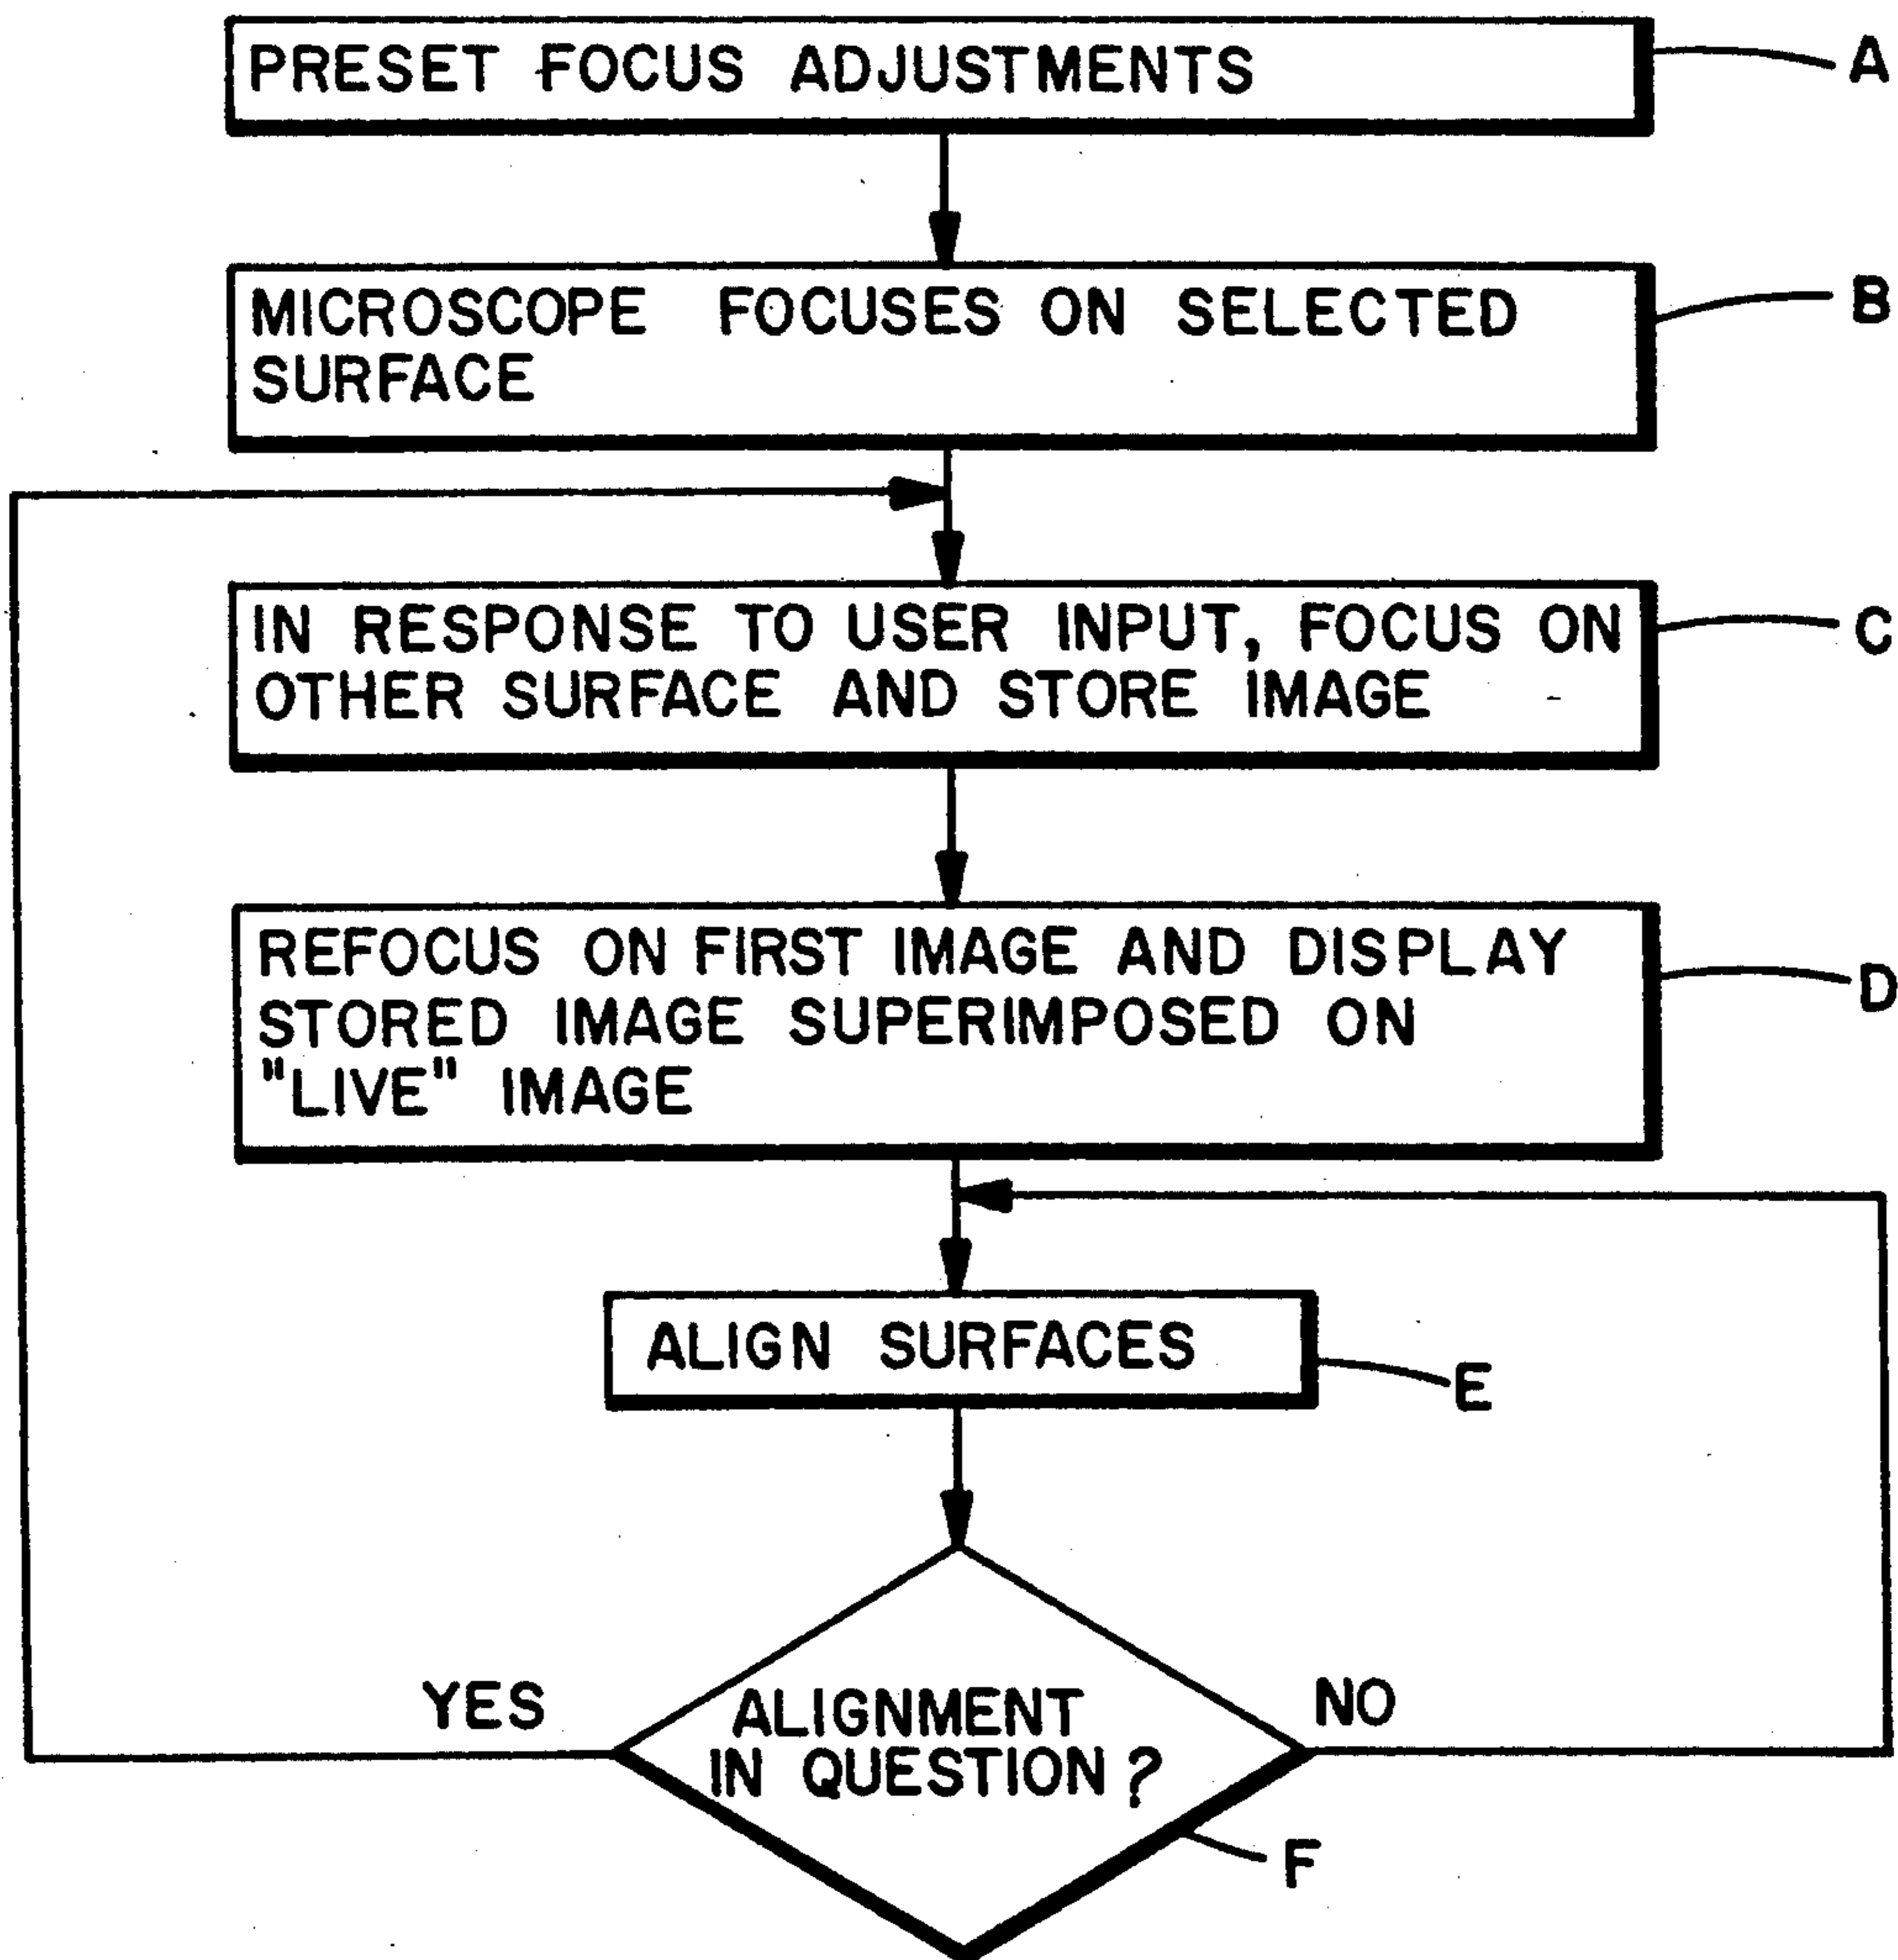 PRESET FOCUS ADJUSTMENTS
A
MICROSCOPE FOCUSES ON SELECTED
SURFACE
B
IN RESPONSE TO USER INPUT, FOCUS ON
OTHER SURFACE AND STORE IMAGE
C
REFOCUS ON FIRST IMAGE AND DISPLAY
STORED IMAGE SUPERIMPOSED ON
"LIVE" IMAGE
D
ALIGN SURFACES
E
YES
ALIGNMENT
IN QUESTION?
NO
F